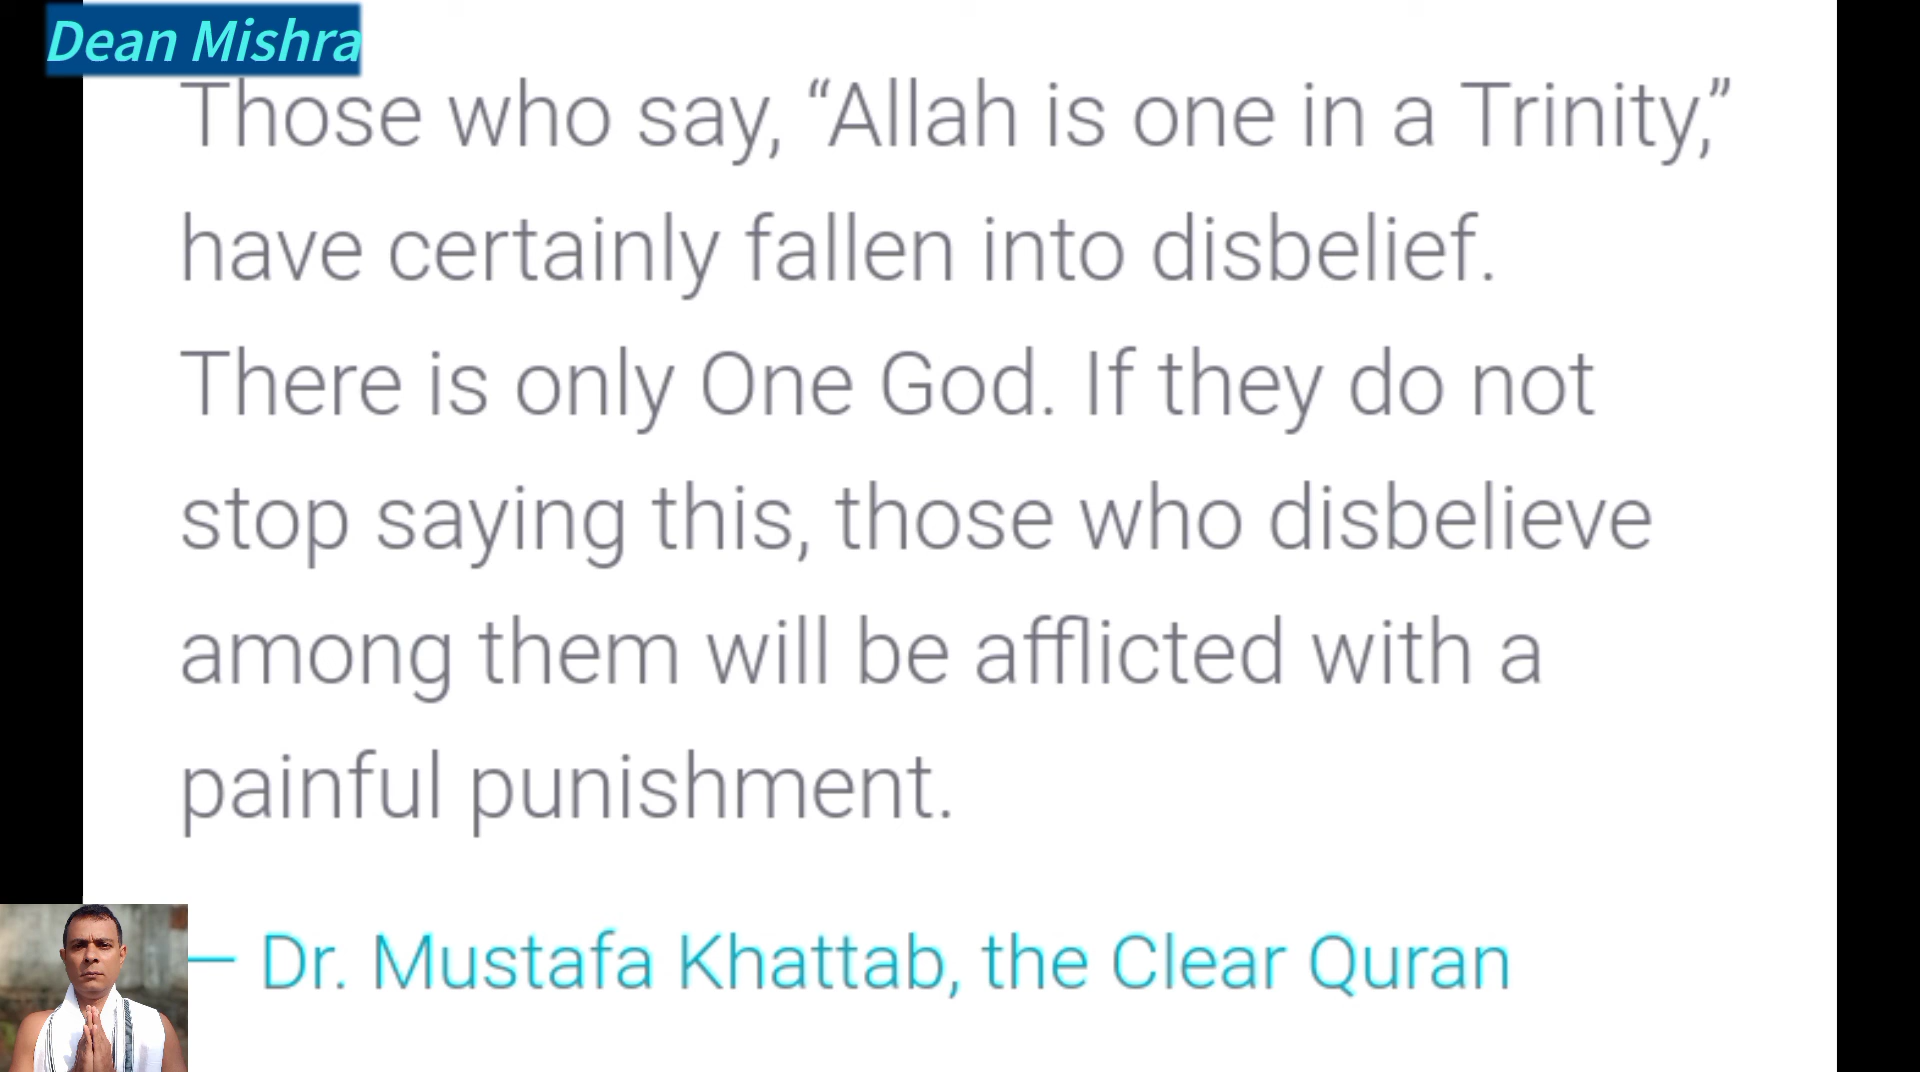 Dean Mishra
Those who say, “Allah is one in a Trinity,”
have certainly fallen into disbelief.
There is only One God. If they do not
stop saying this, those who disbelieve
among them will be afflicted with a
painful punishment.
— Dr. Mustafa Khattab, the Clear Quran